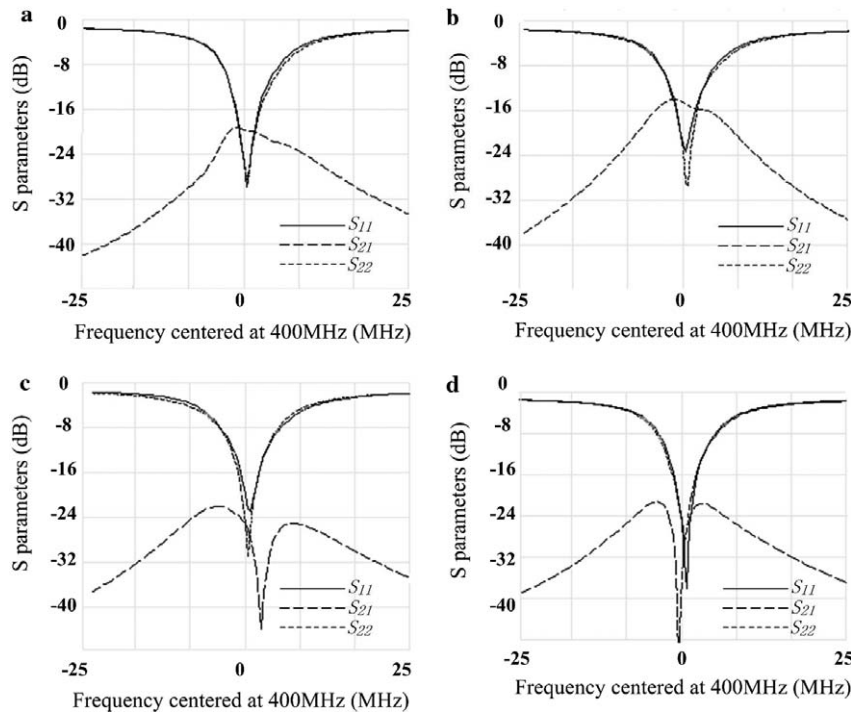 a
0
-8
-16
-24
-32
-40
S parameters (dB)
S11
S21
S22
-25
0
25
Frequency centered at 400MHz (MHz)
b
0
-8
-16
-24
-32
-40
S parameters (dB)
S11
S21
S22
-25
0
25
Frequency centered at 400MHz (MHz)
c
0
-8
-16
-24
-32
-40
S parameters (dB)
S11
S21
S22
-25
0
25
Frequency centered at 400MHz (MHz)
d
0
-8
-16
-24
-32
-40
S parameters (dB)
S11
S21
S22
-25
0
25
Frequency centered at 400MHz (MHz)